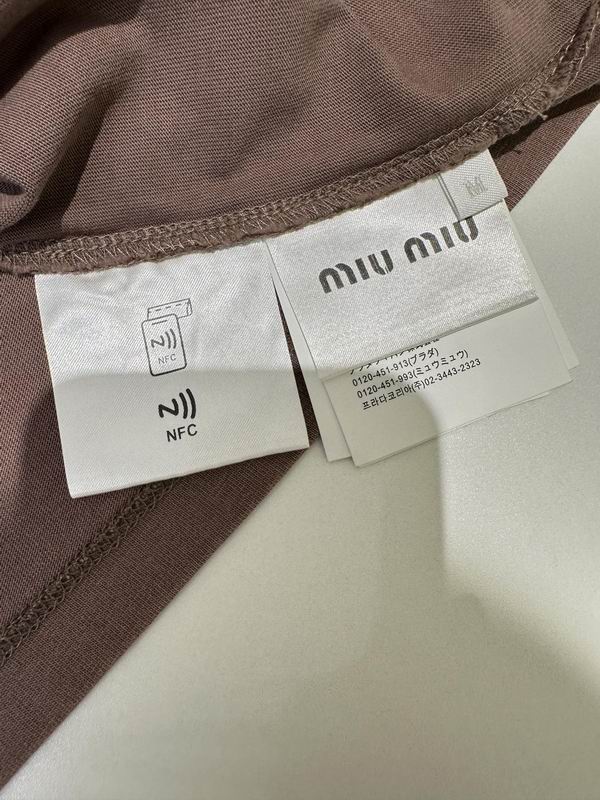 NFC
NFC
M
miu miu
0120-451-913(プラダ)
0120-451-993(ミュウミュウ)
프라다코리아(주)02-3443-2323